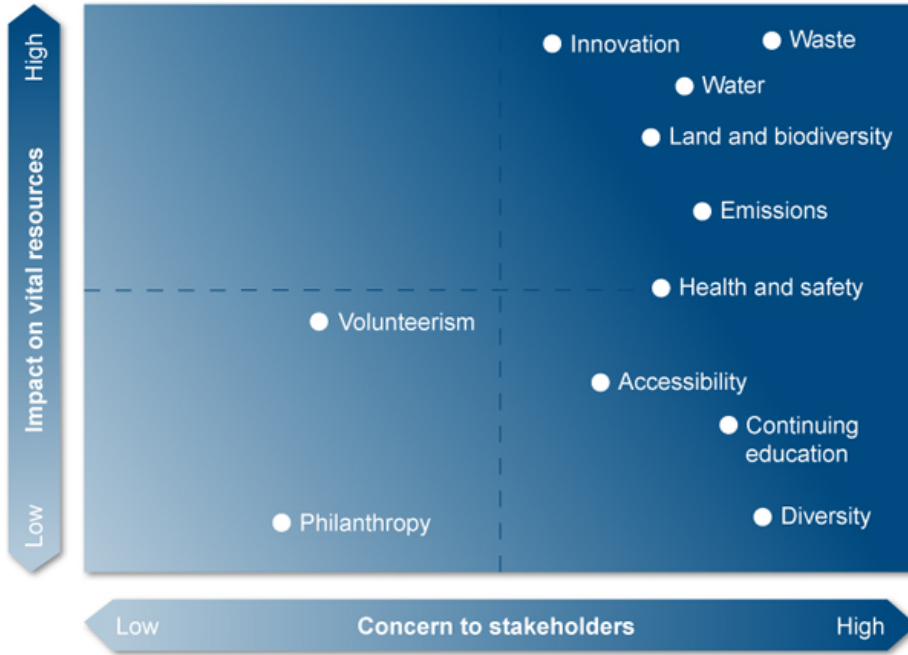 High
Impact on vital resources
Low
Innovation
Waste
Water
Land and biodiversity
Emissions
Health and safety
Volunteerism
Accessibility
Continuing
education
Philanthropy
Diversity
Low
Concern to stakeholders
High